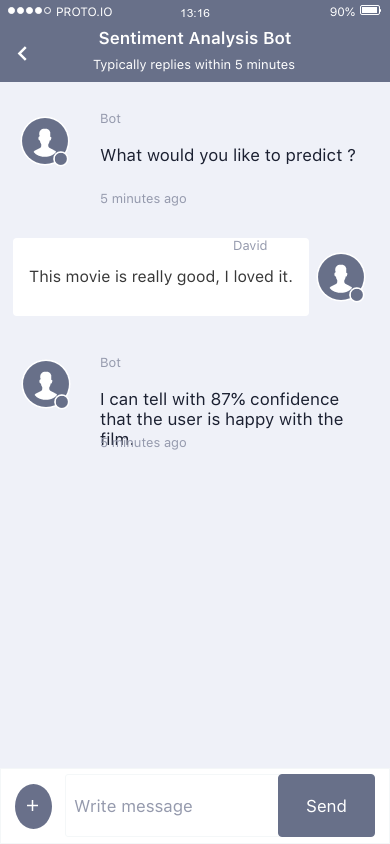 PROTO.IO
13:16
90%
Sentiment Analysis Bot
Typically replies within 5 minutes
Bot
What would you like to predict ?
5 minutes ago
David
This movie is really good, I loved it.
Bot
I can tell with 87% confidence
that the user is happy with the
film.
5 minutes ago
+
Write message
Send